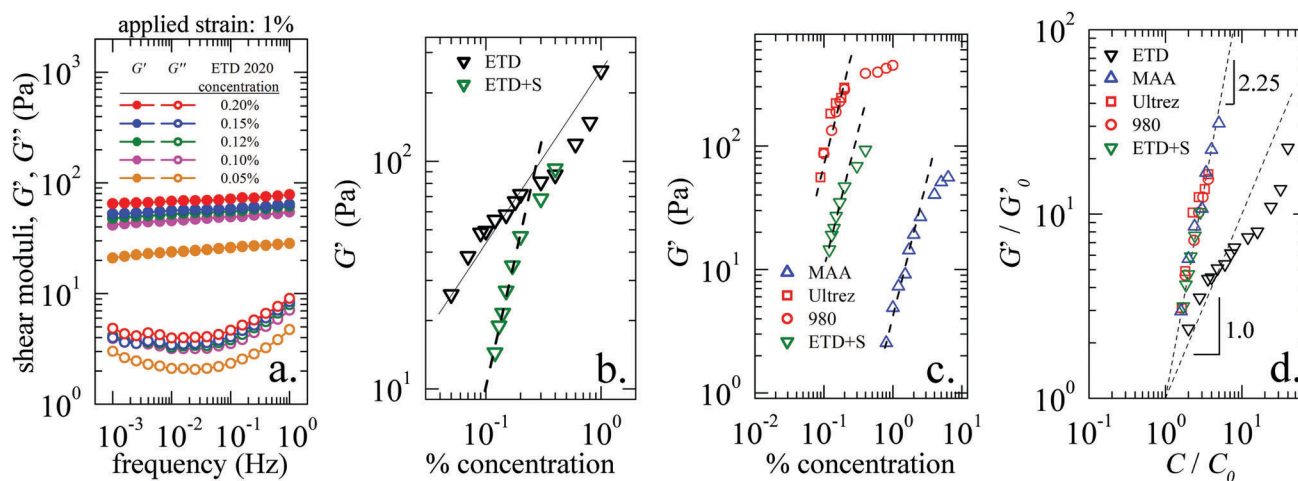 applied strain: 1%
shear moduli, G', G'' (Pa)
10³
10²
10¹
10⁰
G' G'' ETD 2020
concentration
0.20%
0.15%
0.12%
0.10%
0.05%
a.
10⁻³ 10⁻² 10⁻¹ 10⁰
frequency (Hz)
G' (Pa)
10²
10¹
ETD
ETD+S
b.
10⁻¹ 10⁰
% concentration
G' (Pa)
10²
10¹
10⁰
MAA
Ultrez
980
ETD+S
c.
10⁻² 10⁻¹ 10⁰ 10¹
% concentration
G' / G'₀
10²
10¹
10⁰
ETD
MAA
Ultrez
980
ETD+S
2.25
1.0
d.
10⁰ 10¹
C / C₀